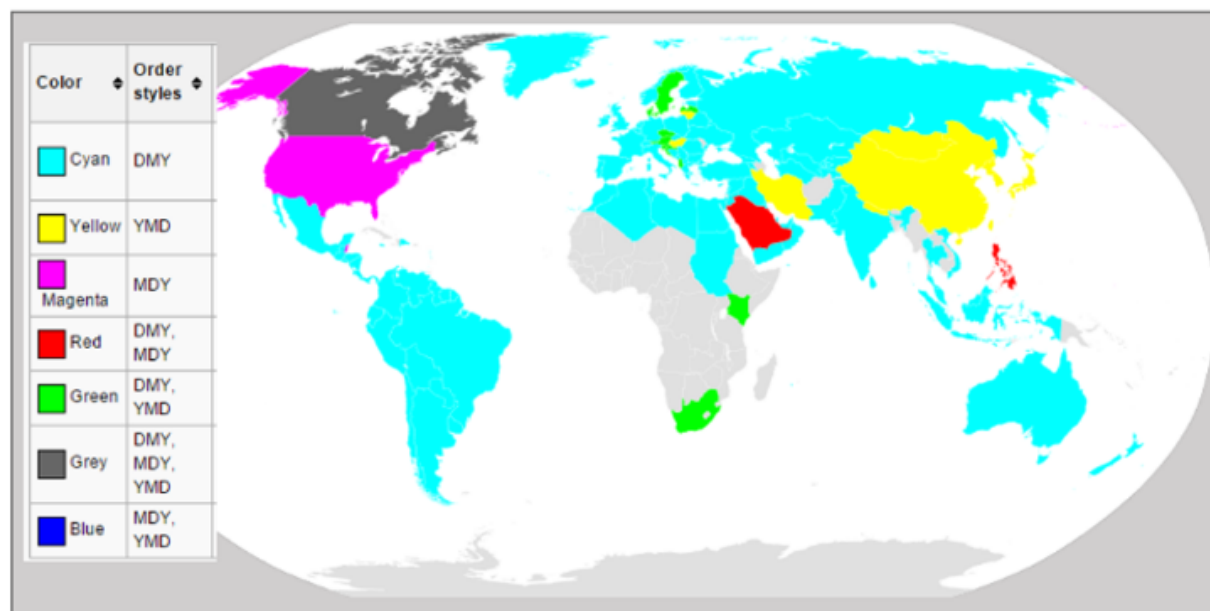 Color Order
styles
Cyan DMY
Yellow YMD
Magenta MDY
Red DMY,
MDY
Green DMY,
YMD
Grey DMY,
MDY,
YMD
Blue MDY,
YMD